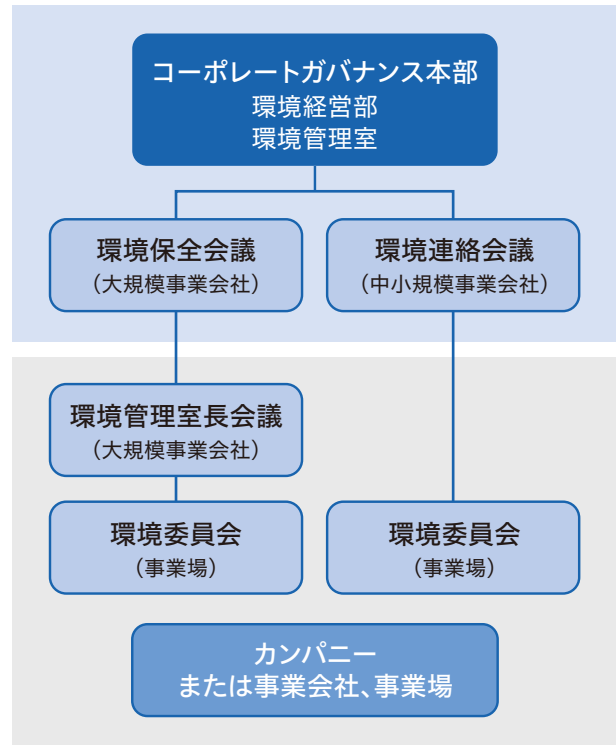 コーポレートガバナンス本部
環境経営部
環境管理室
環境保全会議
（大規模事業会社）
環境連絡会議
（中小規模事業会社）
環境管理室長会議
（大規模事業会社）
環境委員会
（事業場）
環境委員会
（事業場）
カンパニー
または事業会社、事業場